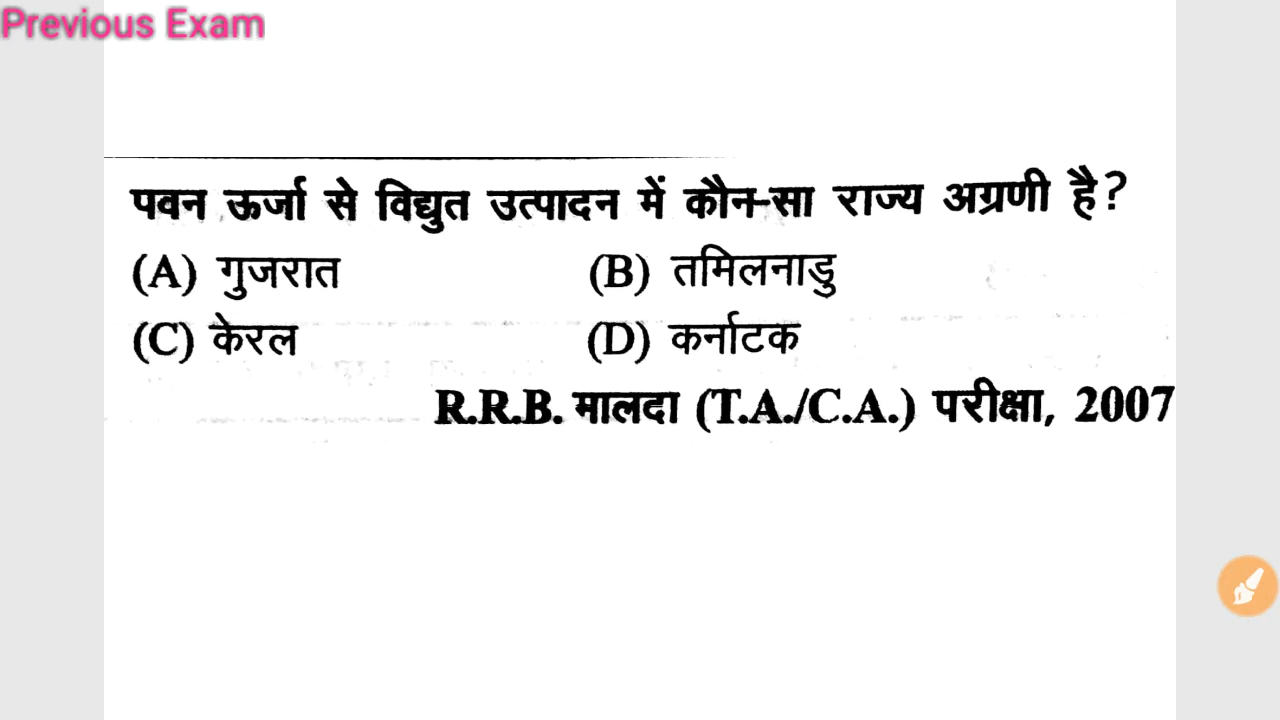 Previous Exam
पवन ऊर्जा से विद्युत उत्पादन में कौन-सा राज्य अग्रणी है?
(A) गुजरात (B) तमिलनाडु
(C) केरल (D) कर्नाटक
R.R.B. मालदा (T.A./C.A.) परीक्षा, 2007